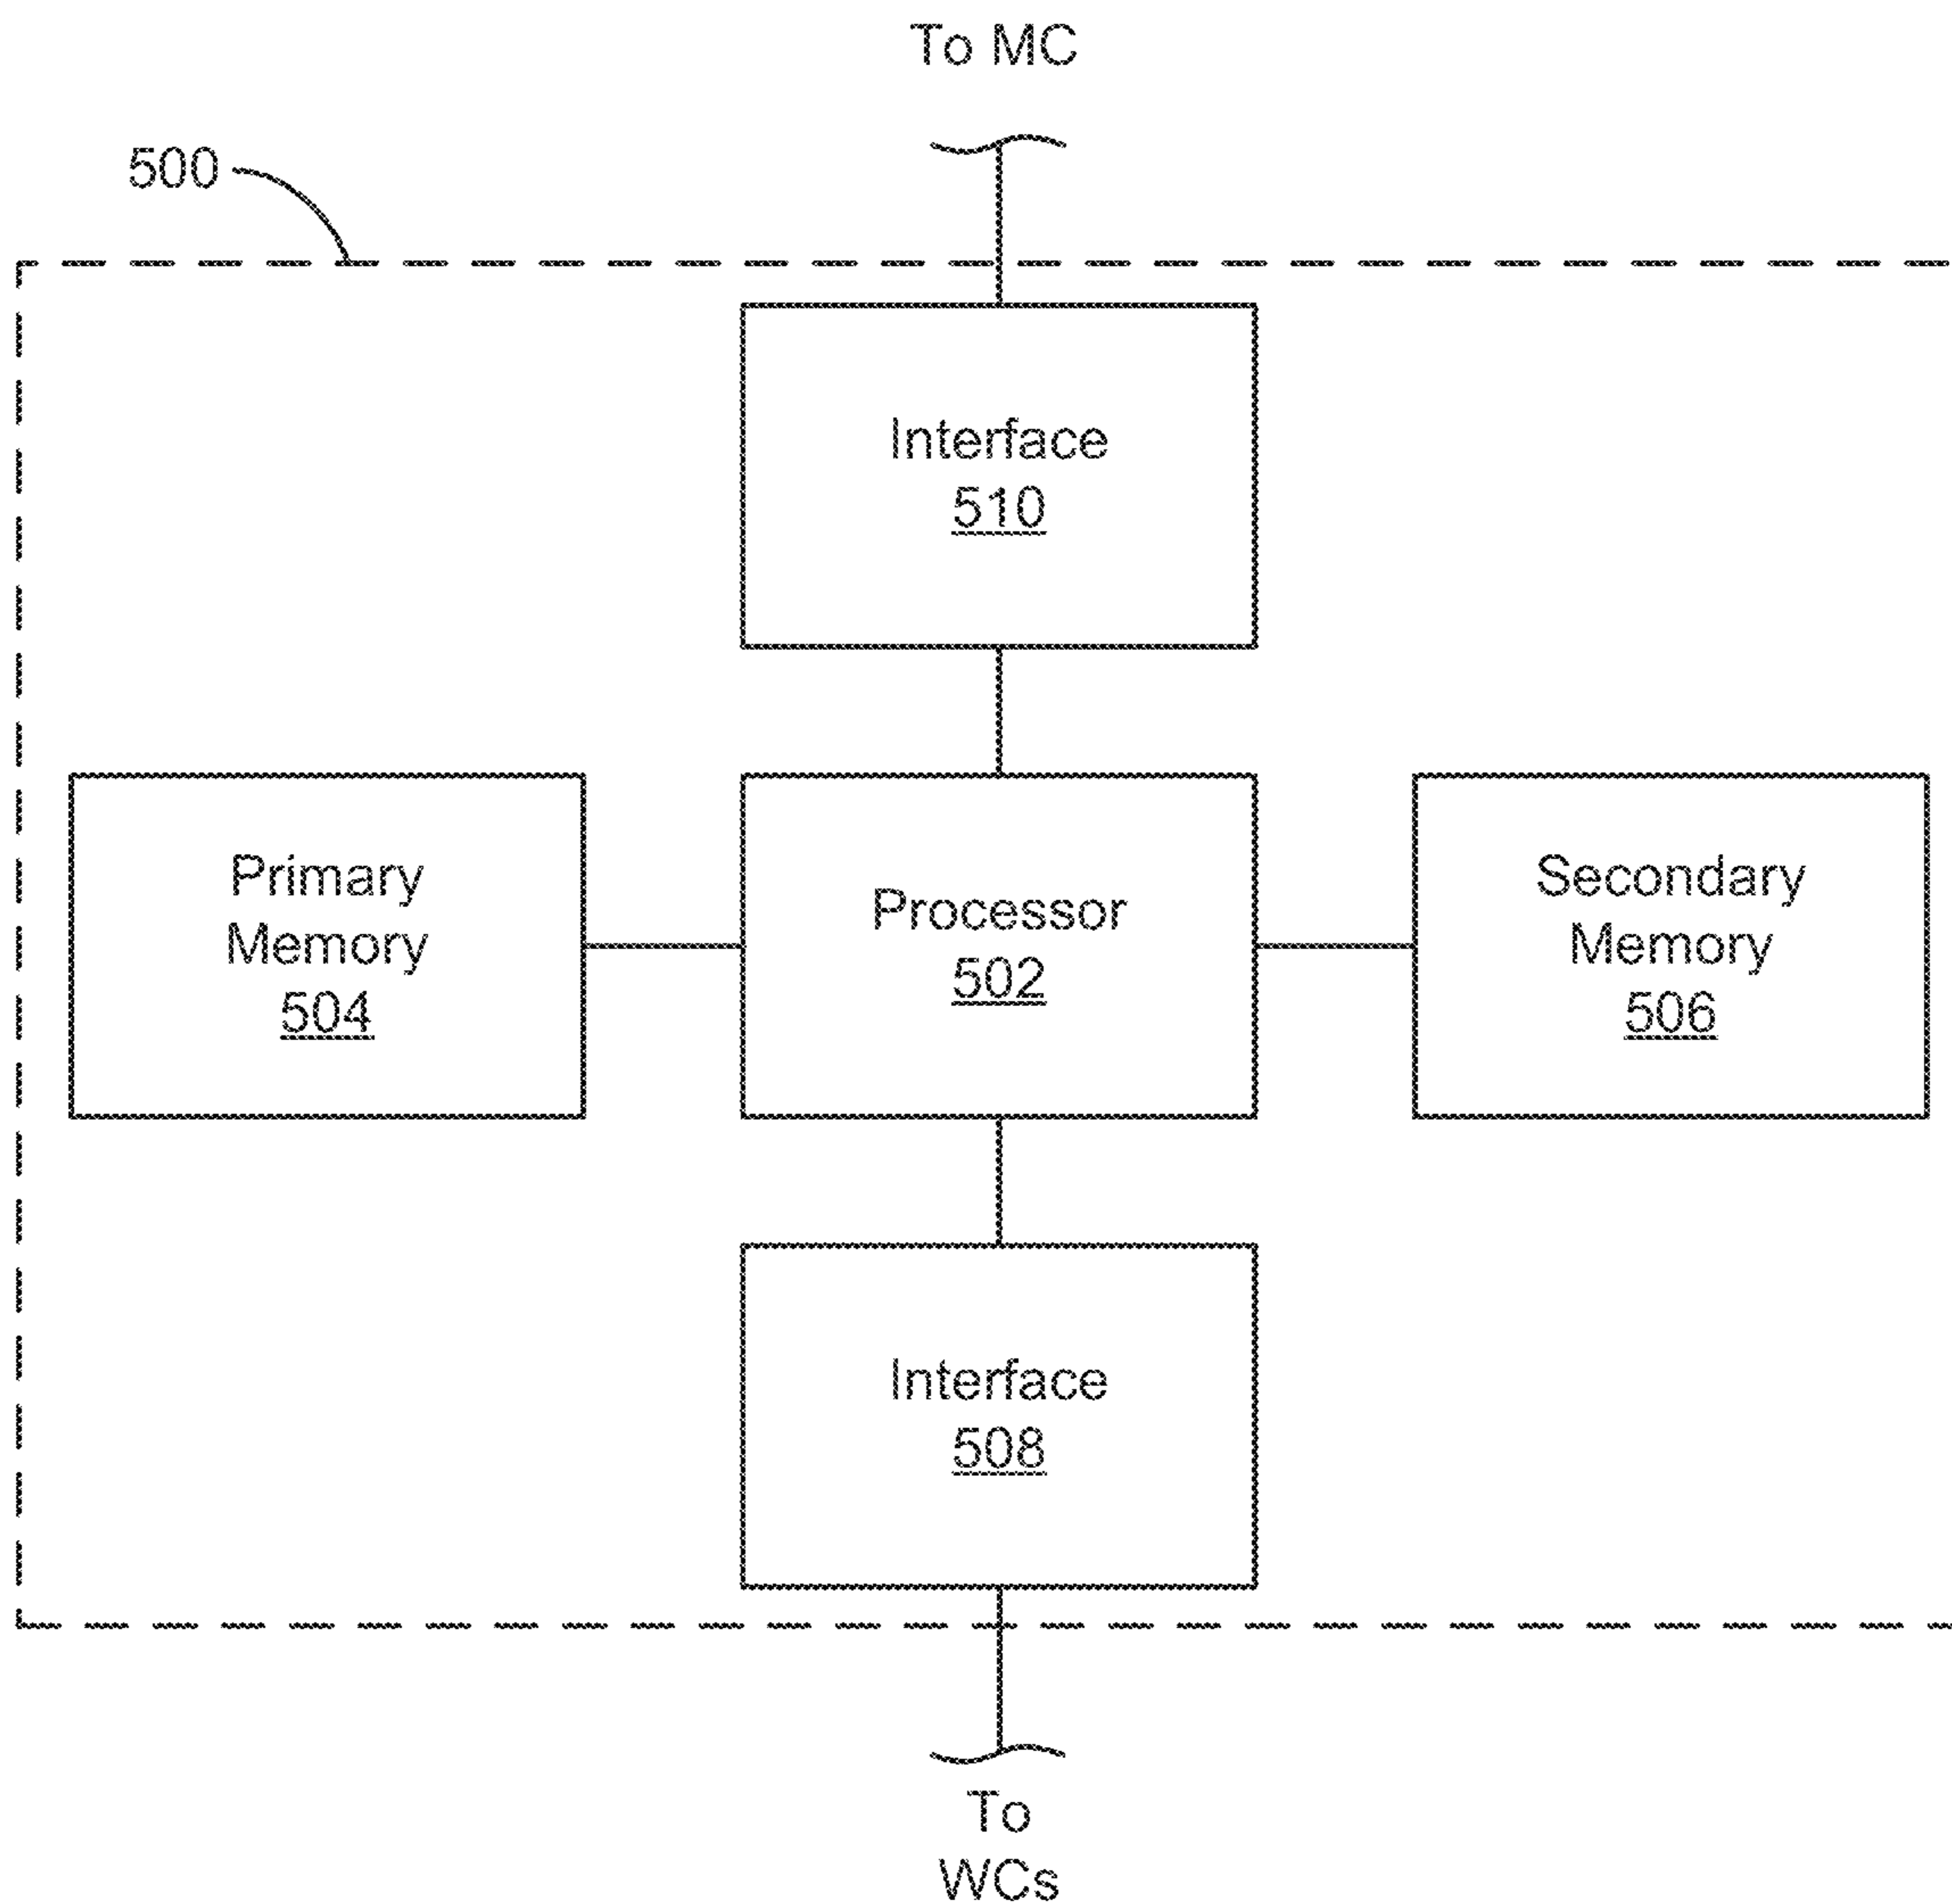 To MC
500
Interface
510
Primary
Memory
504
Processor
502
Secondary
Memory
506
Interface
508
To
WCs